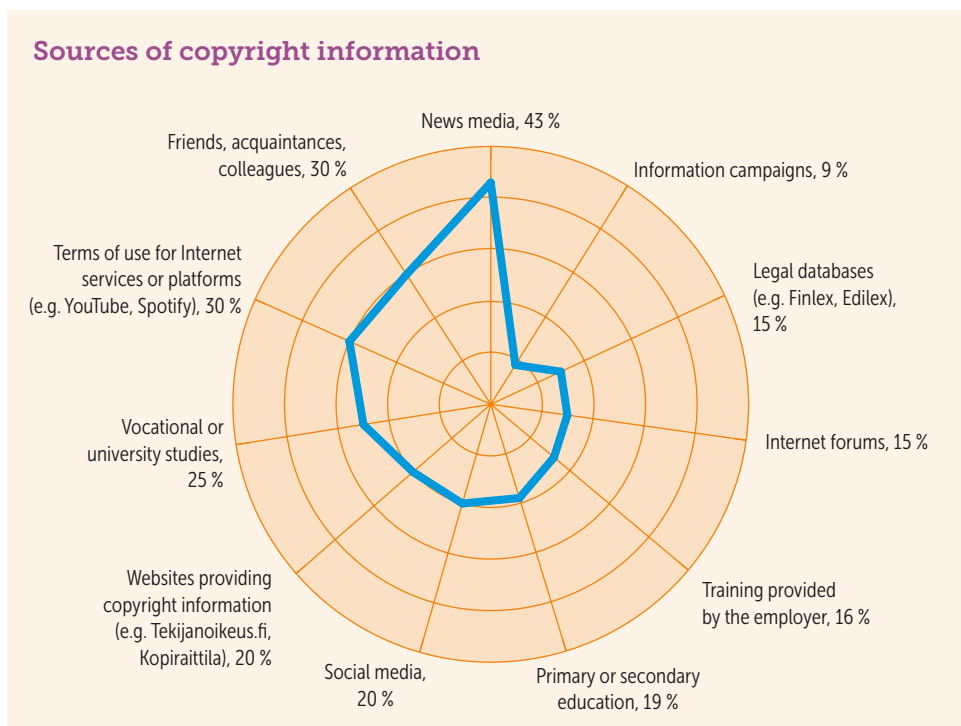 Sources of copyright information
News media, 43 %
Information campaigns, 9 %
Legal databases
(e.g. Finlex, Edilex),
15 %
Internet forums, 15 %
Training provided
by the employer, 16 %
Primary or secondary
education, 19 %
Social media,
20 %
Websites providing
copyright information
(e.g. Tekijanoikeus.fi,
Kopiraittila), 20 %
Vocational or
university studies,
25 %
Terms of use for Internet
services or platforms
(e.g. YouTube, Spotify), 30 %
Friends, acquaintances,
colleagues, 30 %